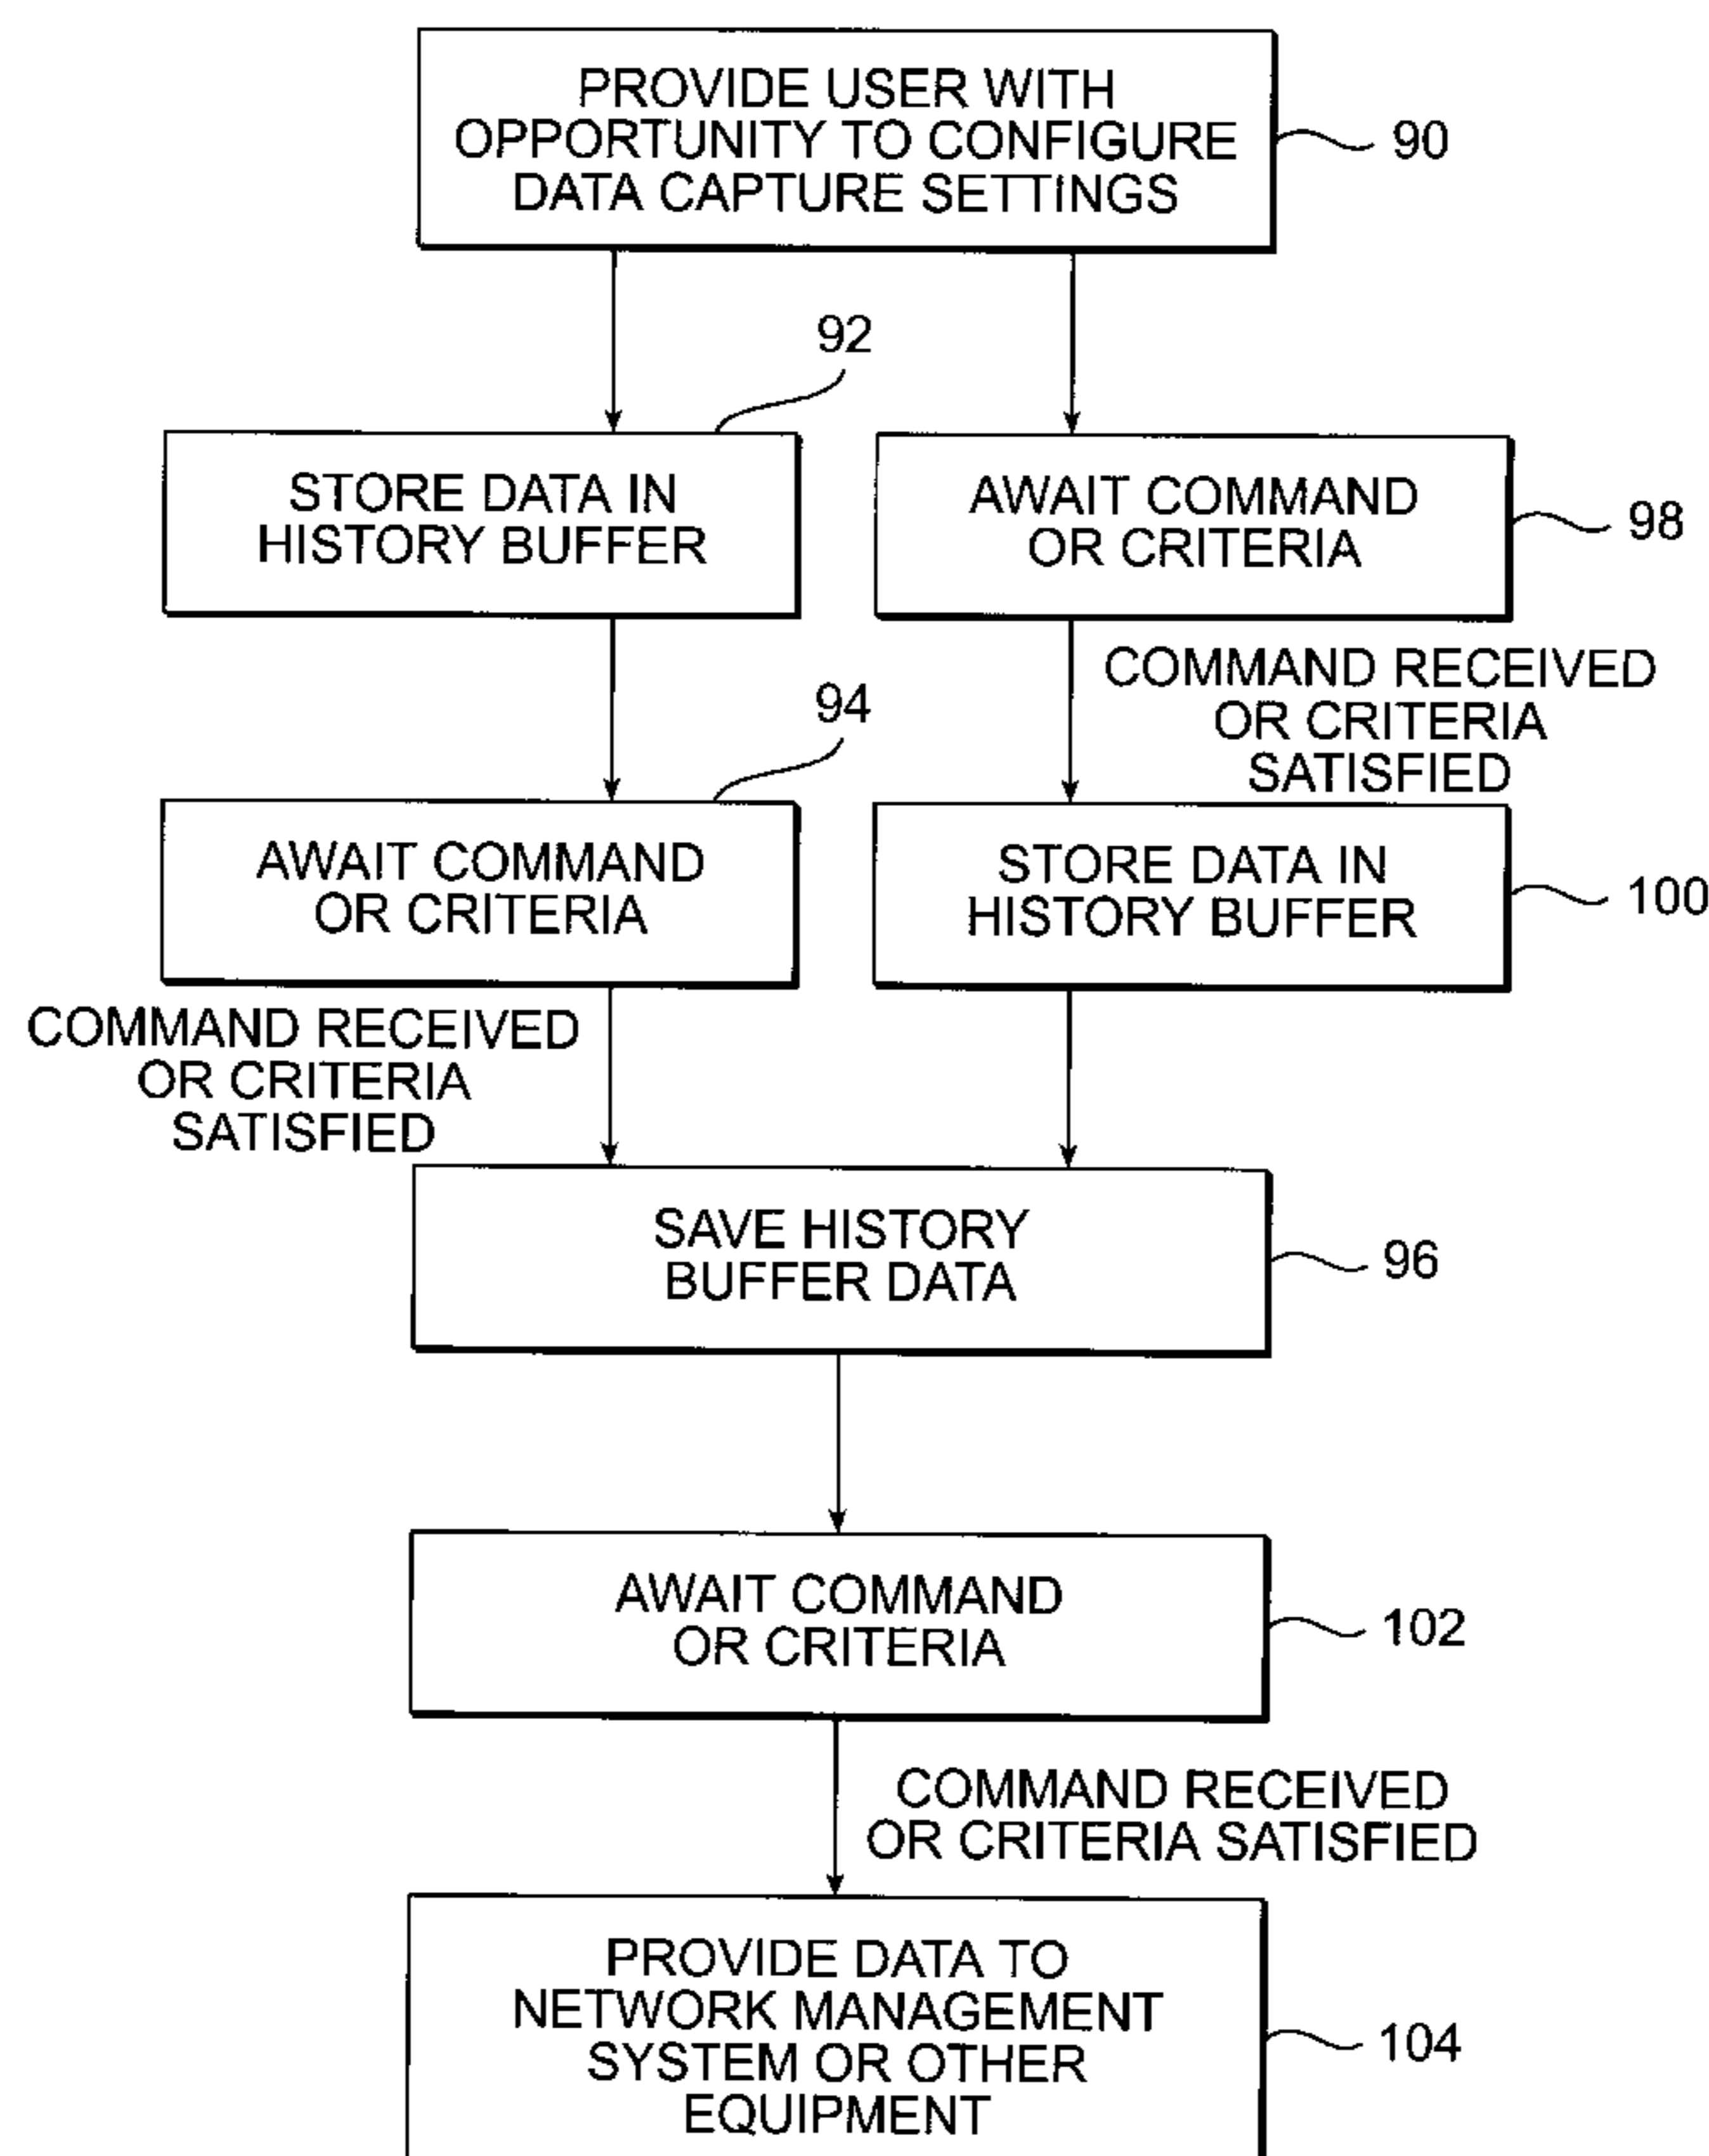 PROVIDE USER WITH
OPPORTUNITY TO CONFIGURE
DATA CAPTURE SETTINGS
90
92
STORE DATA IN
HISTORY BUFFER
AWAIT COMMAND
OR CRITERIA
98
COMMAND RECEIVED
OR CRITERIA
SATISFIED
94
AWAIT COMMAND
OR CRITERIA
STORE DATA IN
HISTORY BUFFER
100
COMMAND RECEIVED
OR CRITERIA
SATISFIED
SAVE HISTORY
BUFFER DATA
96
AWAIT COMMAND
OR CRITERIA
102
COMMAND RECEIVED
OR CRITERIA SATISFIED
PROVIDE DATA TO
NETWORK MANAGEMENT
SYSTEM OR OTHER
EQUIPMENT
104